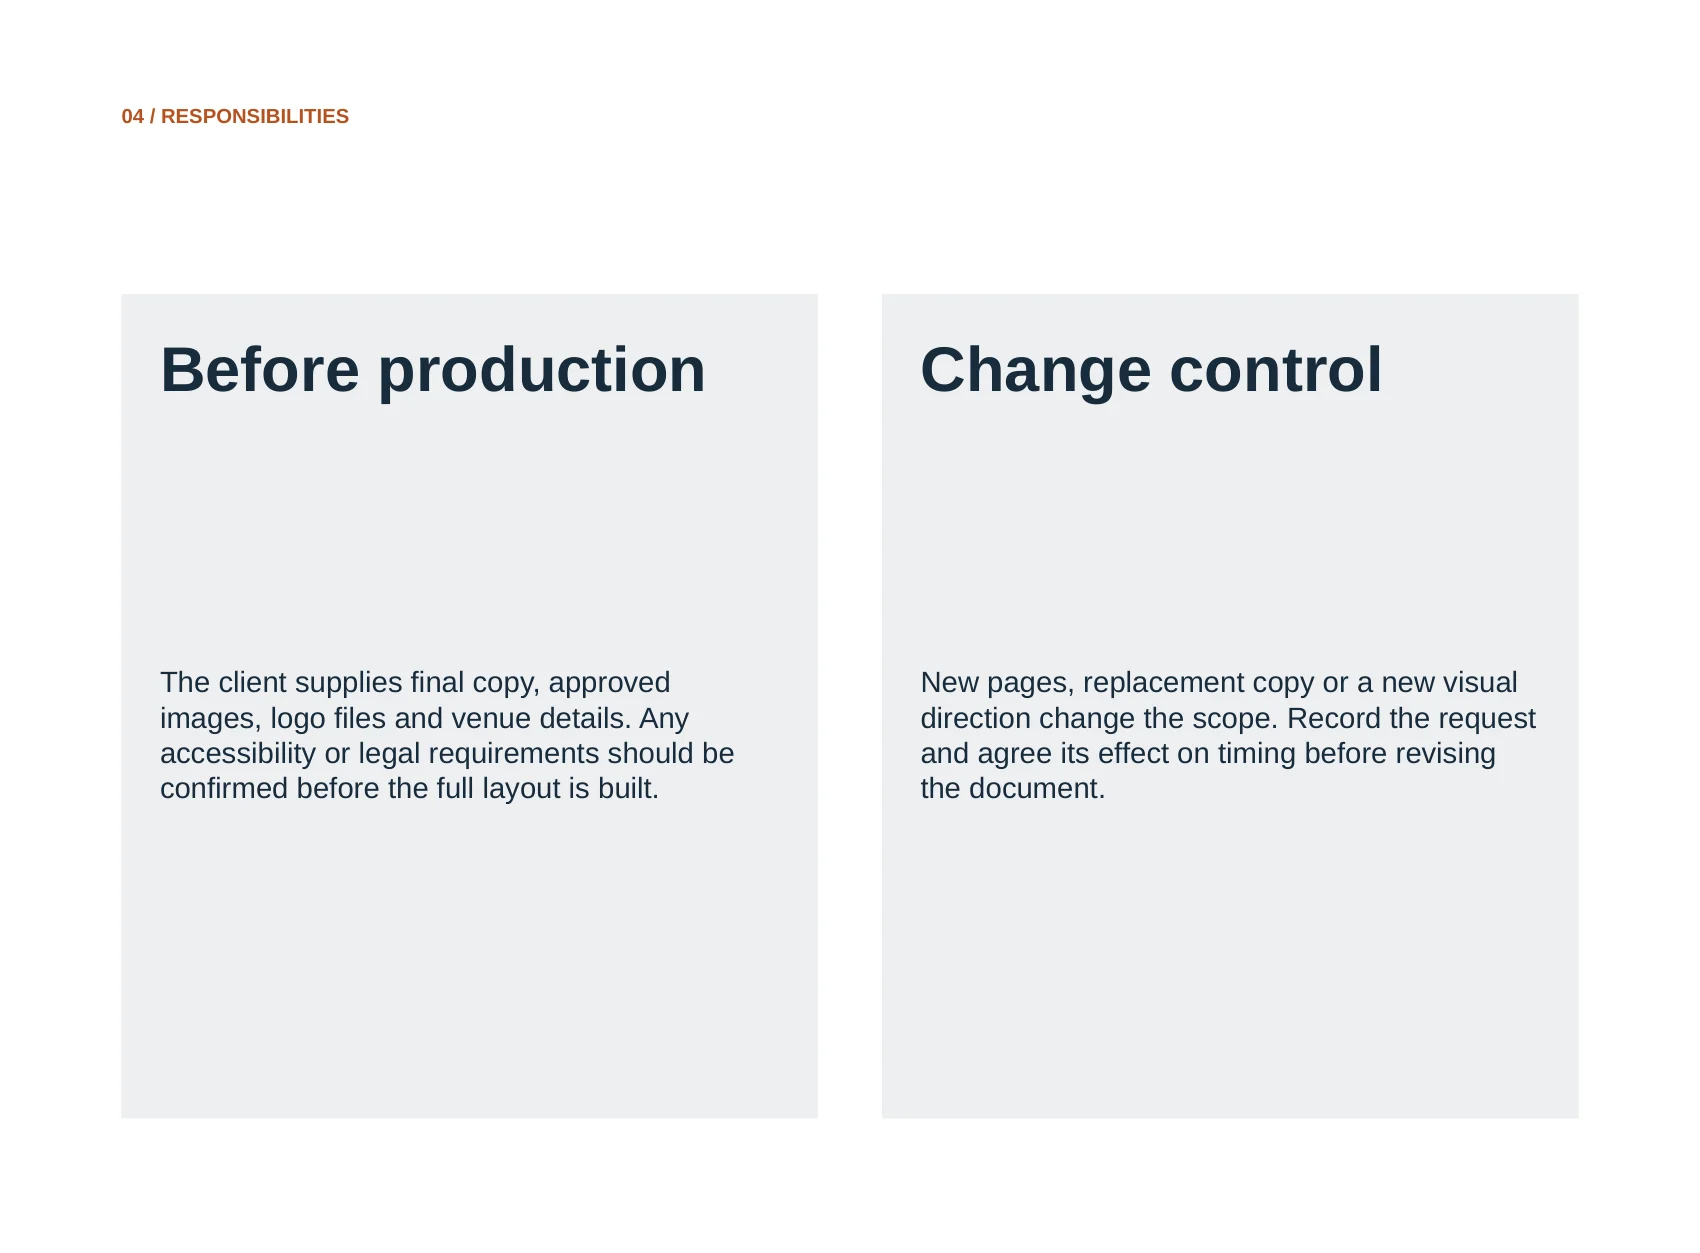 04 / RESPONSIBILITIES
Before production
The client supplies final copy, approved
images, logo files and venue details. Any
accessibility or legal requirements should be
confirmed before the full layout is built.
Change control
New pages, replacement copy or a new visual
direction change the scope. Record the request
and agree its effect on timing before revising
the document.